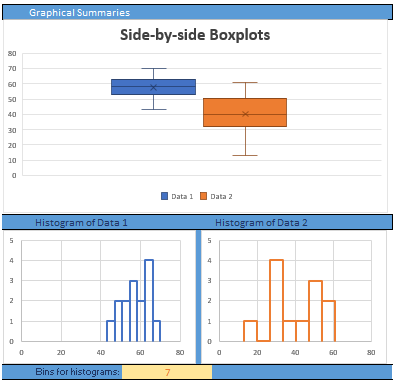 Graphical Summaries
Side-by-side Boxplots
80
70
60
50
40
30
20
10
0
Data 1 Data 2
Histogram of Data 1 Histogram of Data 2
5 5
4 4
3 3
2 2
1 1
0 0
0 20 40 60 80 0 20 40 60 80
Bins for histograms: 7